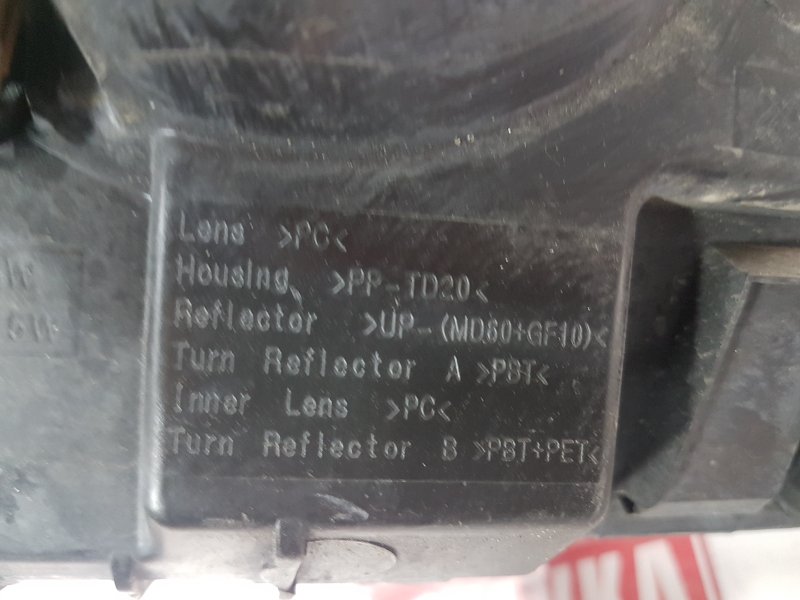 Lens >PC<
Housing >PP-TD20<
Reflector >UP-(MD60+GF10)<
Turn Reflector A >PBT<
Inner Lens >PC<
Turn Reflector B >PBT+PET<